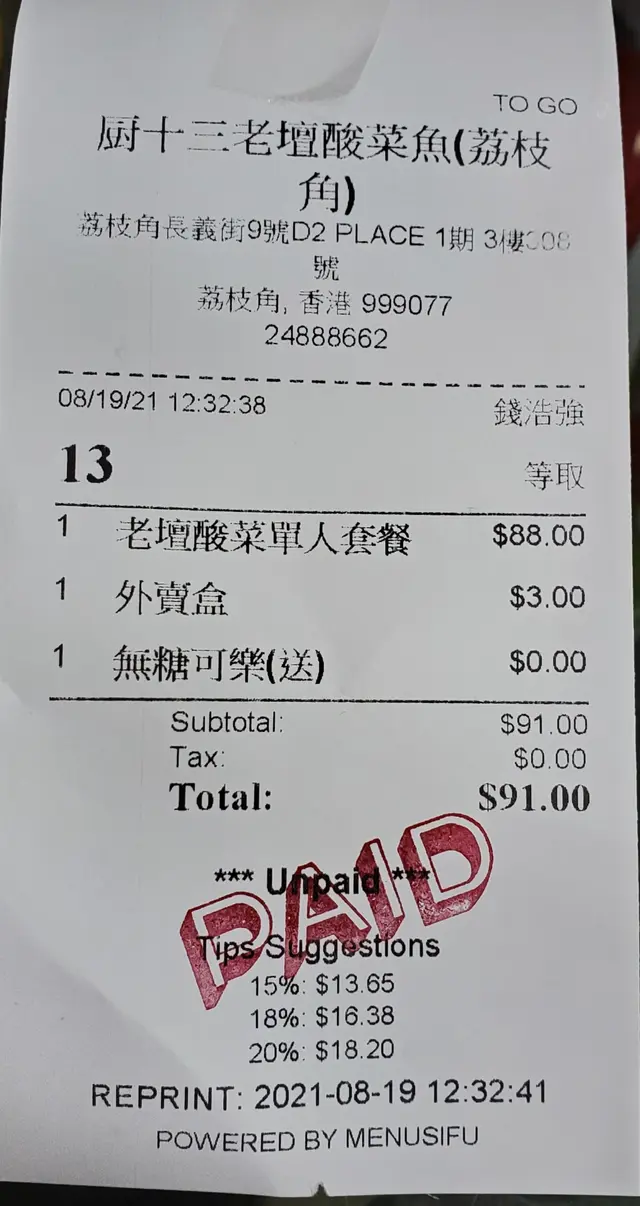 TO GO
厨十三老壇酸菜魚(荔枝
角)
荔枝角長義街9號D2 PLACE 1期 3樓308
號
荔枝角, 香港 999077
24888662
08/19/21 12:32:38 錢浩強
13 等取
1 老壇酸菜單人套餐 $88.00
1 外賣盒 $3.00
1 無糖可樂(送) $0.00
Subtotal: $91.00
Tax: $0.00
Total: $91.00
*** Unpaid ***
PAID
Tips Suggestions
15%: $13.65
18%: $16.38
20%: $18.20
REPRINT: 2021-08-19 12:32:41
POWERED BY MENUSIFU